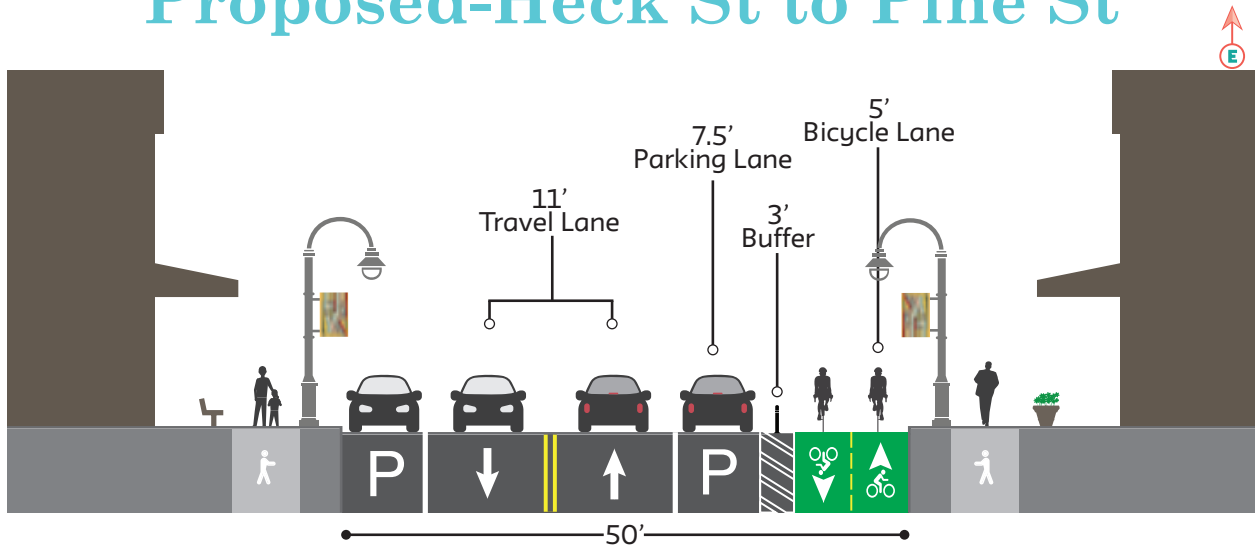 Proposed-Heck St to Pine St
E
5’
Bicycle Lane
7.5’
Parking Lane
11’
Travel Lane
3’
Buffer
P
P
50’